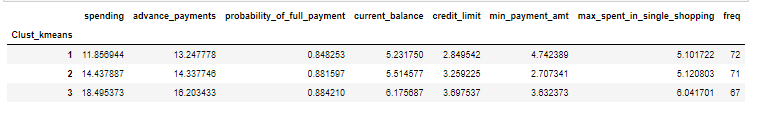 spending advance_payments probability_of_full_payment current_balance credit_limit min_payment_amt max_spent_in_single_shopping freq
Clust_kmeans
1 11.856944 13.247778 0.848253 5.231750 2.849542 4.742389 5.101722 72
2 14.437887 14.337746 0.881597 5.514577 3.259225 2.707341 5.120803 71
3 18.495373 16.203433 0.884210 6.175687 3.697537 3.632373 6.041701 67